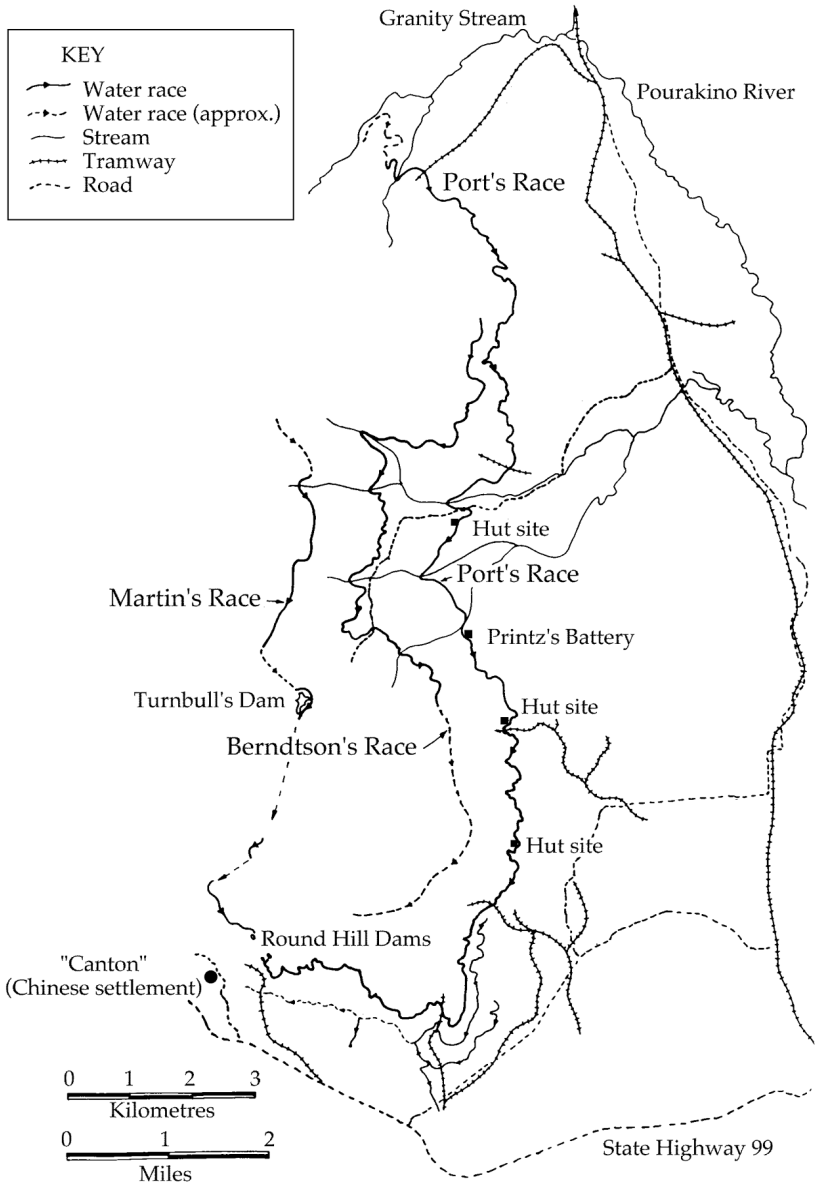 Granity Stream
KEY
Water race
Water race (approx.)
Stream
Tramway
Road
Pourakino River
Port's Race
Hut site
Port's Race
Martin's Race
Printz's Battery
Turnbull's Dam
Hut site
Berndtson's Race
Hut site
Round Hill Dams
"Canton"
(Chinese settlement)
0 1 2 3
Kilometres
0 1 2
Miles
State Highway 99